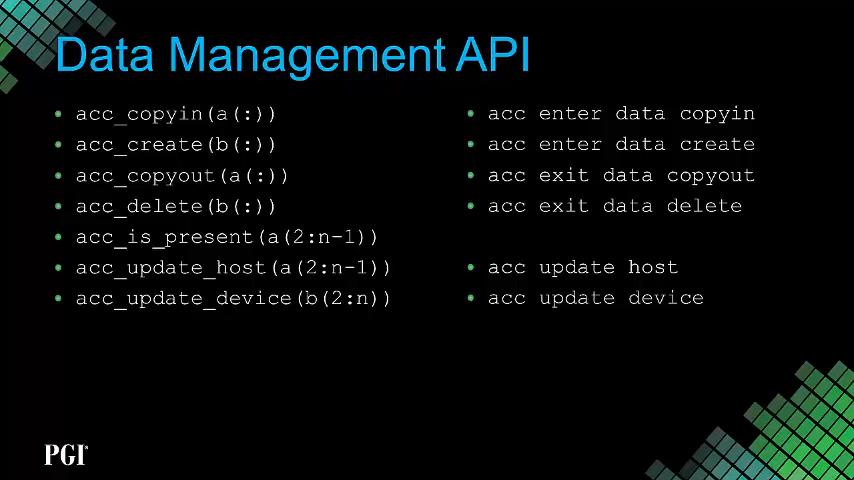 Data Management API
• acc_copyin(a(:))
• acc_create(b(:))
• acc_copyout(a(:))
• acc_delete(b(:))
• acc_is_present(a(2:n-1))
• acc_update_host(a(2:n-1))
• acc_update_device(b(2:n))
• acc enter data copyin
• acc enter data create
• acc exit data copyout
• acc exit data delete
• acc update host
• acc update device
PGI®